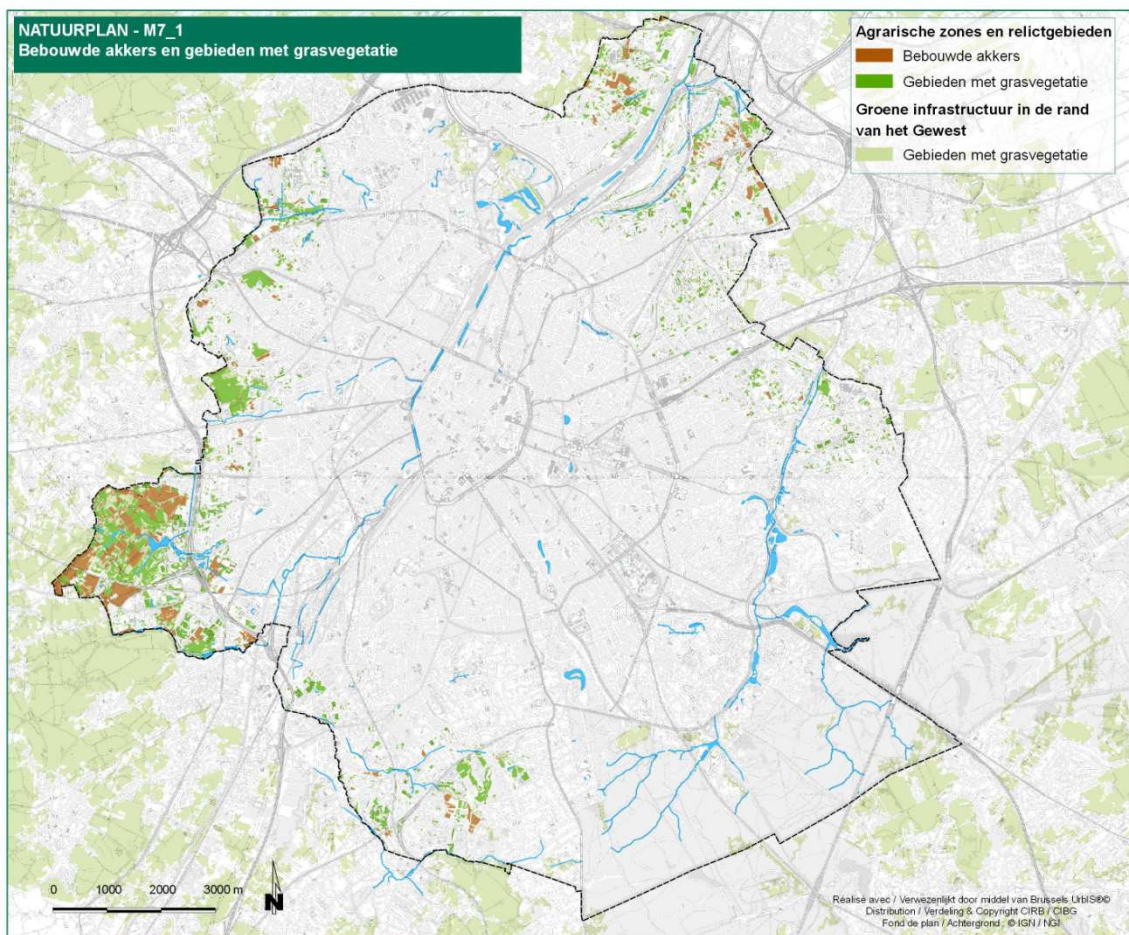 NATUURPLAN - M7_1
Bebouwde akkers en gebieden met grasvegetatie
Agrarische zones en relictgebieden
Bebouwde akkers
Gebieden met grasvegetatie
Groene infrastructuur in de rand
van het Gewest
Gebieden met grasvegetatie
0 1000 2000 3000 m
N
Réalisé avec / Verwezenlijkt door middel van Brussels UrbIS®©
Distribution / Verdeling & Copyright CIRB / CIBG
Fond de plan / Achtergrond : © IGN / NGI